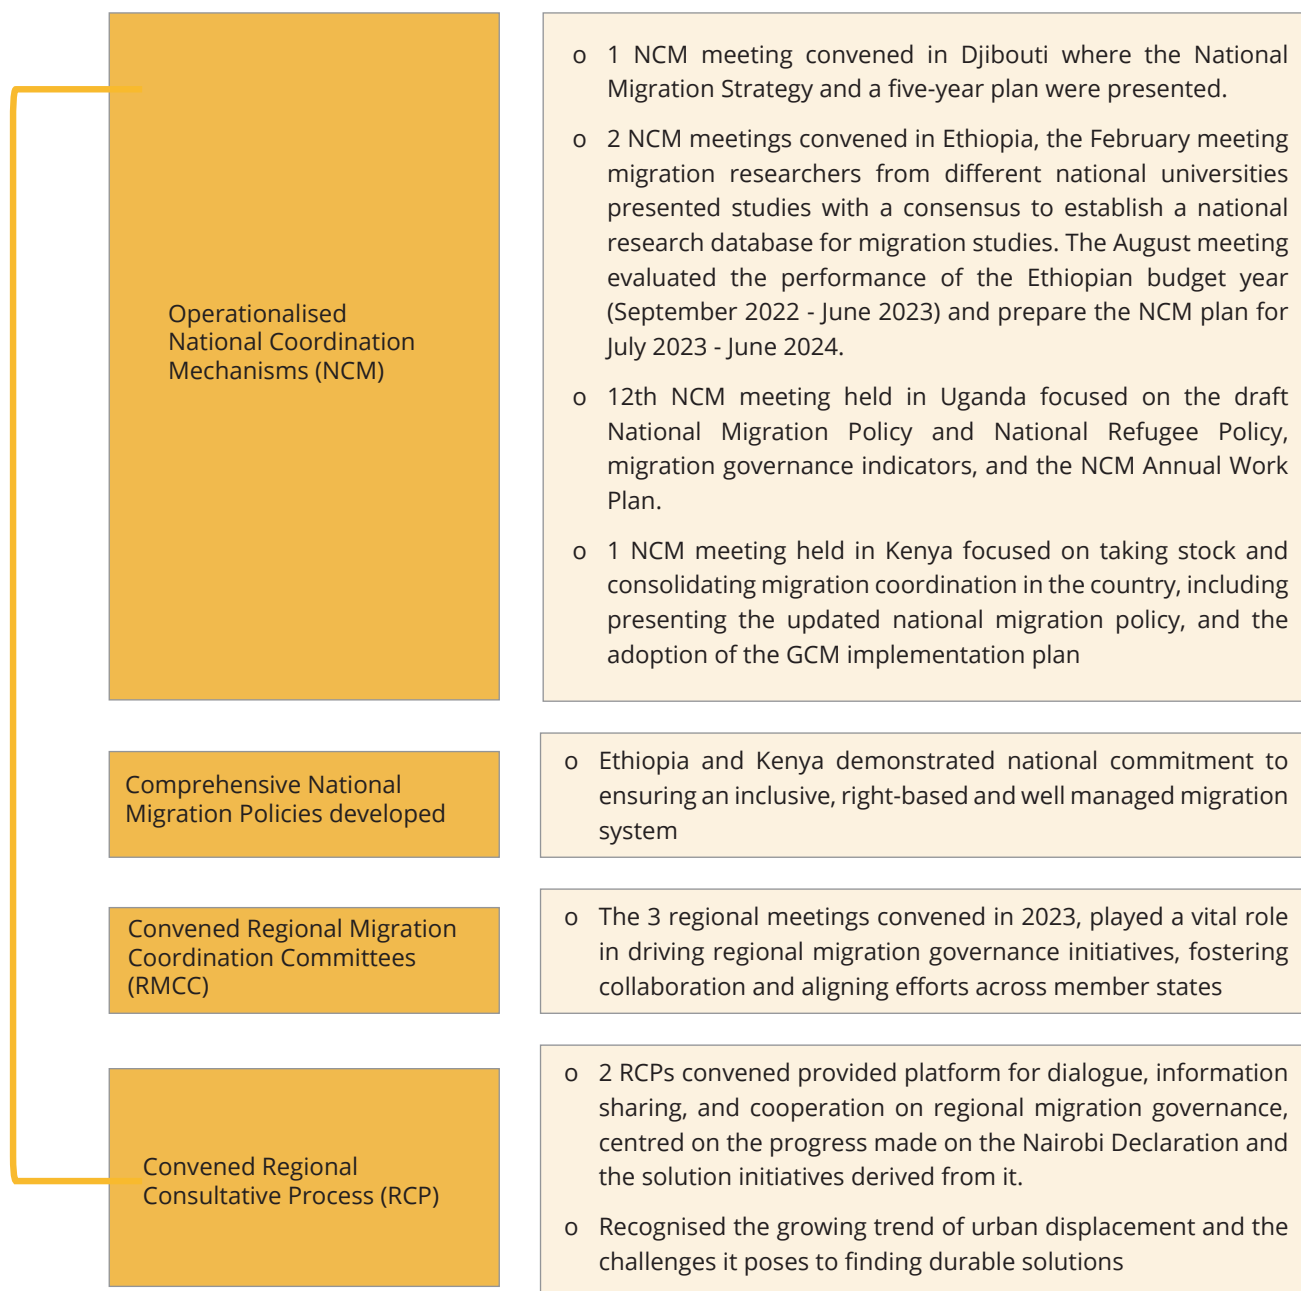 Operationalised
National Coordination
Mechanisms (NCM)
o 1 NCM meeting convened in Djibouti where the National
Migration Strategy and a five-year plan were presented.
o 2 NCM meetings convened in Ethiopia, the February meeting
migration researchers from different national universities
presented studies with a consensus to establish a national
research database for migration studies. The August meeting
evaluated the performance of the Ethiopian budget year
(September 2022 - June 2023) and prepare the NCM plan for
July 2023 - June 2024.
o 12th NCM meeting held in Uganda focused on the draft
National Migration Policy and National Refugee Policy,
migration governance indicators, and the NCM Annual Work
Plan.
o 1 NCM meeting held in Kenya focused on taking stock and
consolidating migration coordination in the country, including
presenting the updated national migration policy, and the
adoption of the GCM implementation plan
Comprehensive National
Migration Policies developed
o Ethiopia and Kenya demonstrated national commitment to
ensuring an inclusive, right-based and well managed migration
system
Convened Regional Migration
Coordination Committees
(RMCC)
o The 3 regional meetings convened in 2023, played a vital role
in driving regional migration governance initiatives, fostering
collaboration and aligning efforts across member states
Convened Regional
Consultative Process (RCP)
o 2 RCPs convened provided platform for dialogue, information
sharing, and cooperation on regional migration governance,
centred on the progress made on the Nairobi Declaration and
the solution initiatives derived from it.
o Recognised the growing trend of urban displacement and the
challenges it poses to finding durable solutions